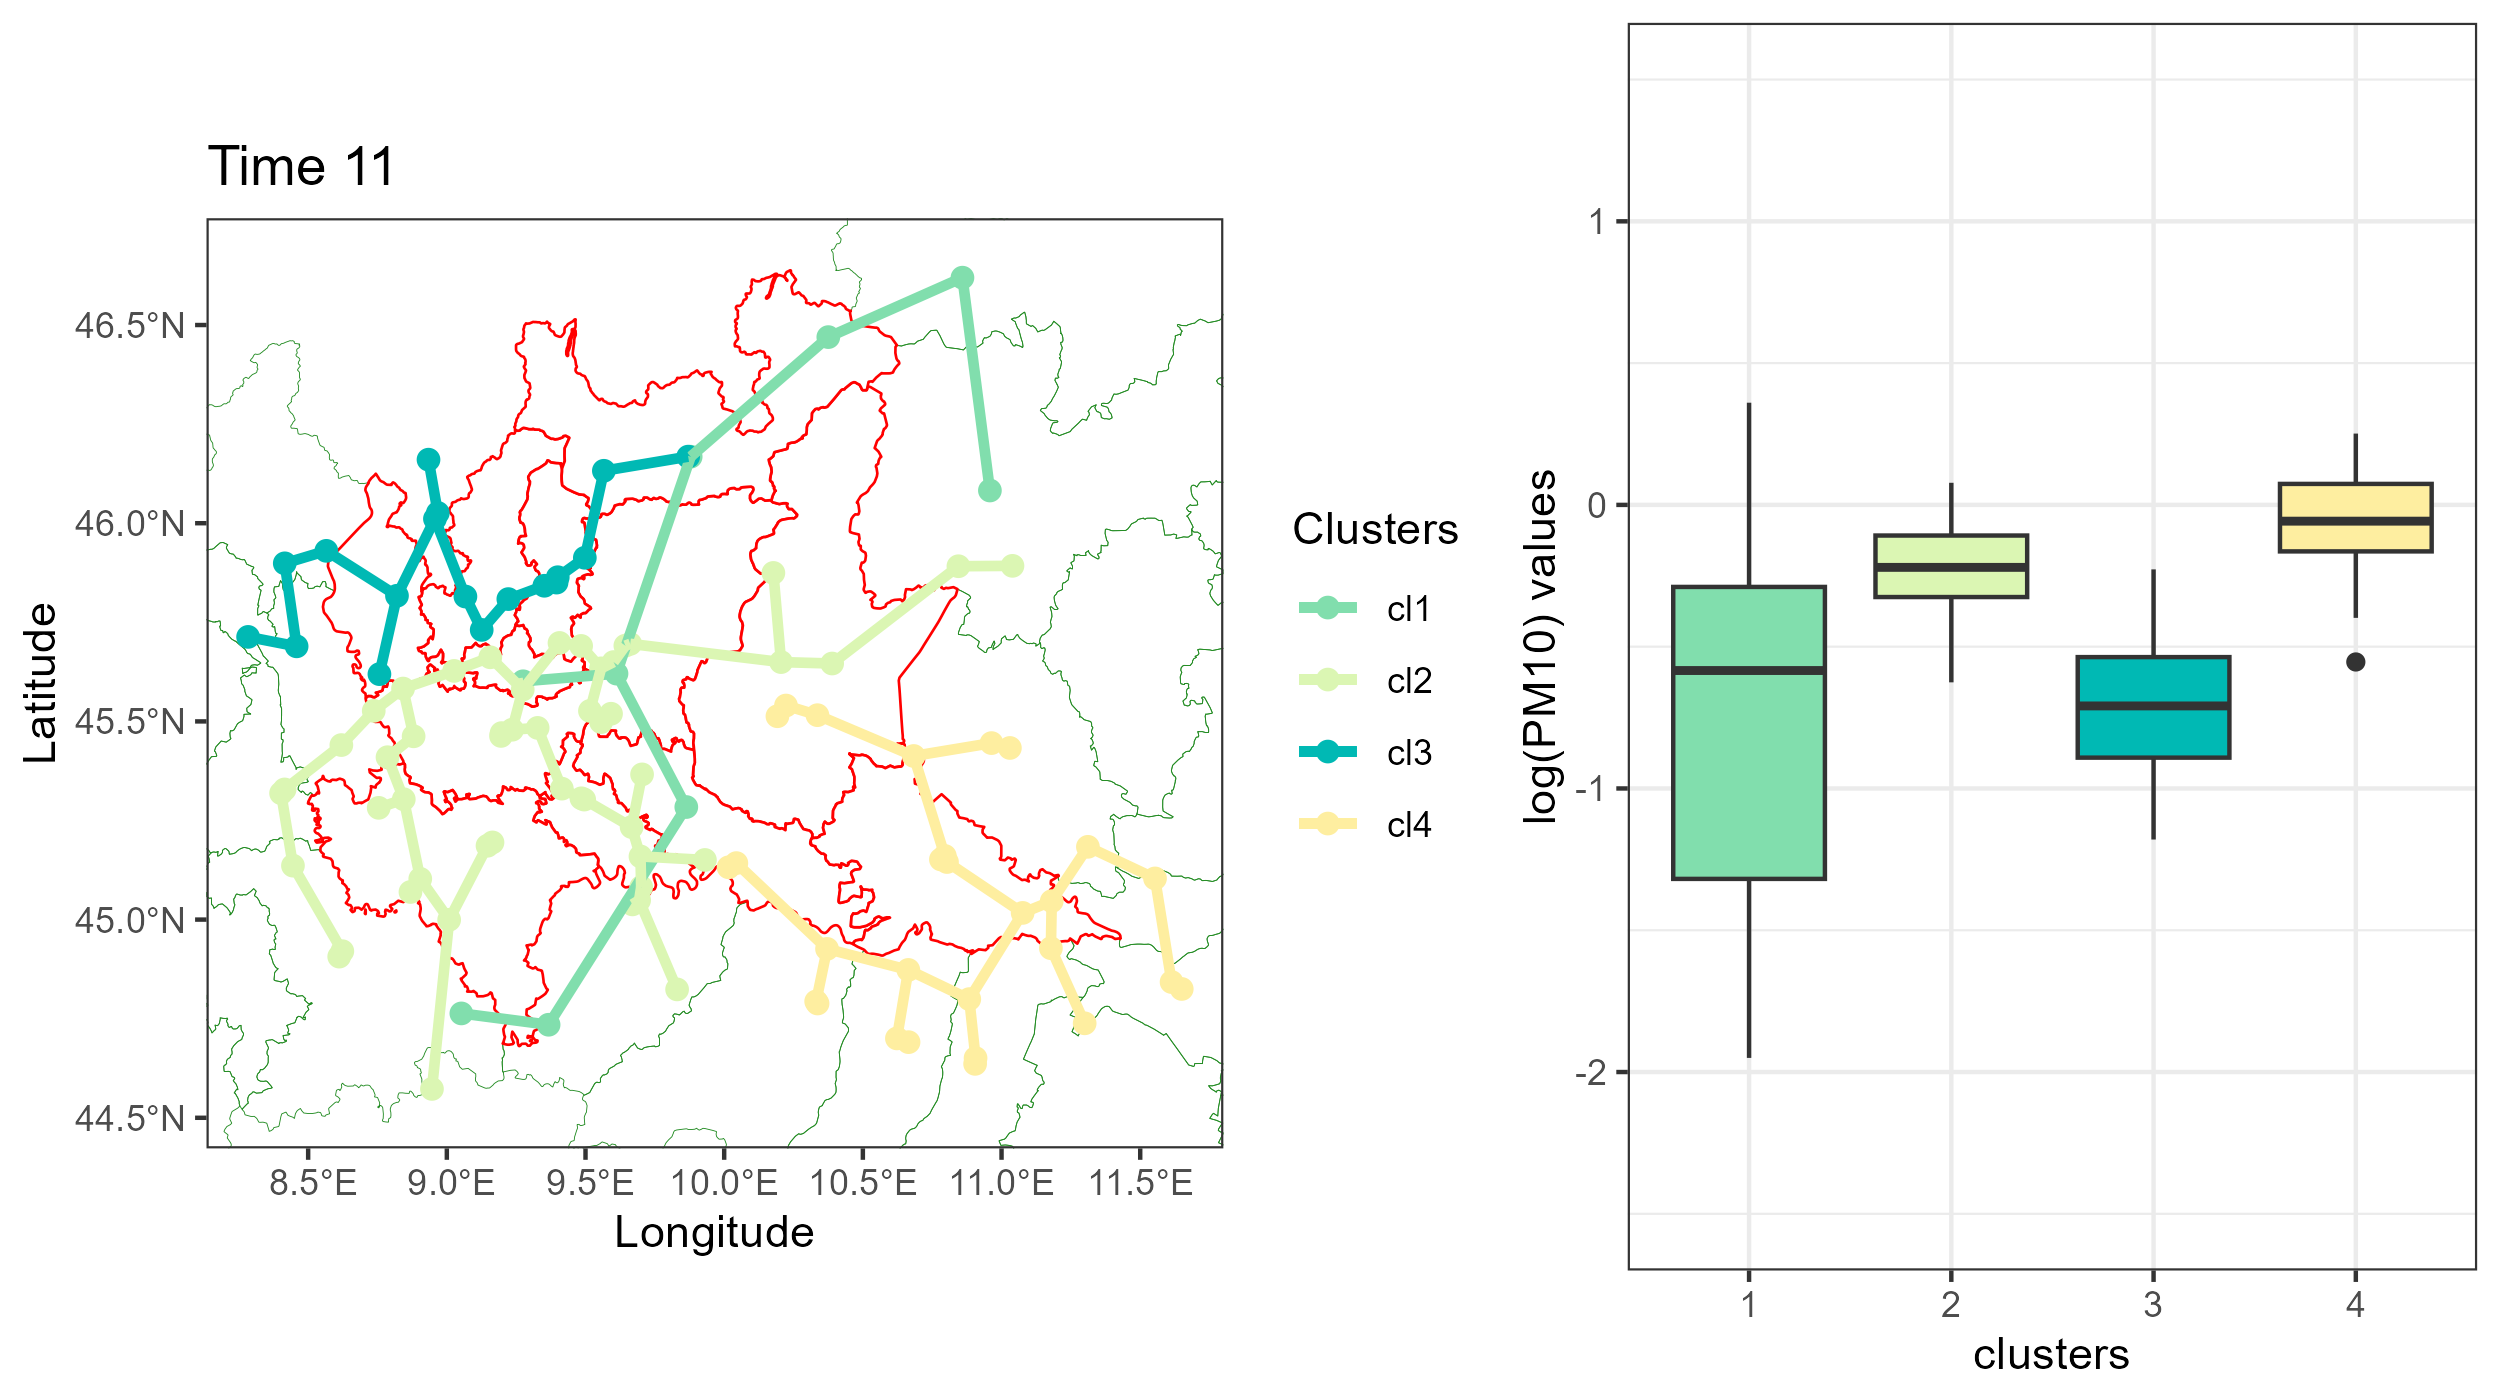 Time 11
46.5°N
46.0°N
45.5°N
45.0°N
44.5°N
Latitude
8.5°E 9.0°E 9.5°E 10.0°E 10.5°E 11.0°E 11.5°E
Longitude
Clusters
cl1
cl2
cl3
cl4
1
0
-1
-2
log(PM10) values
1 2 3 4
clusters